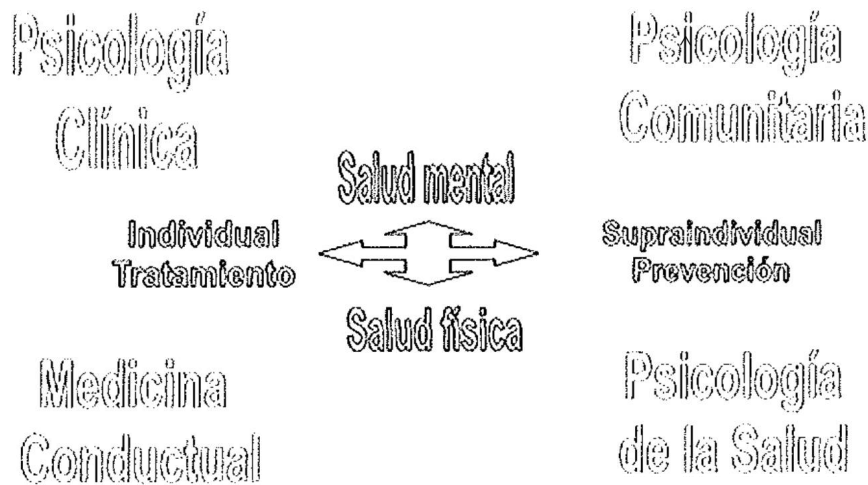 Psicología
Clínica
Psicología
Comunitaria
Salud mental
Individual
Tratamiento
Supraindividual
Prevención
Salud física
Medicina
Conductual
Psicología
de la Salud